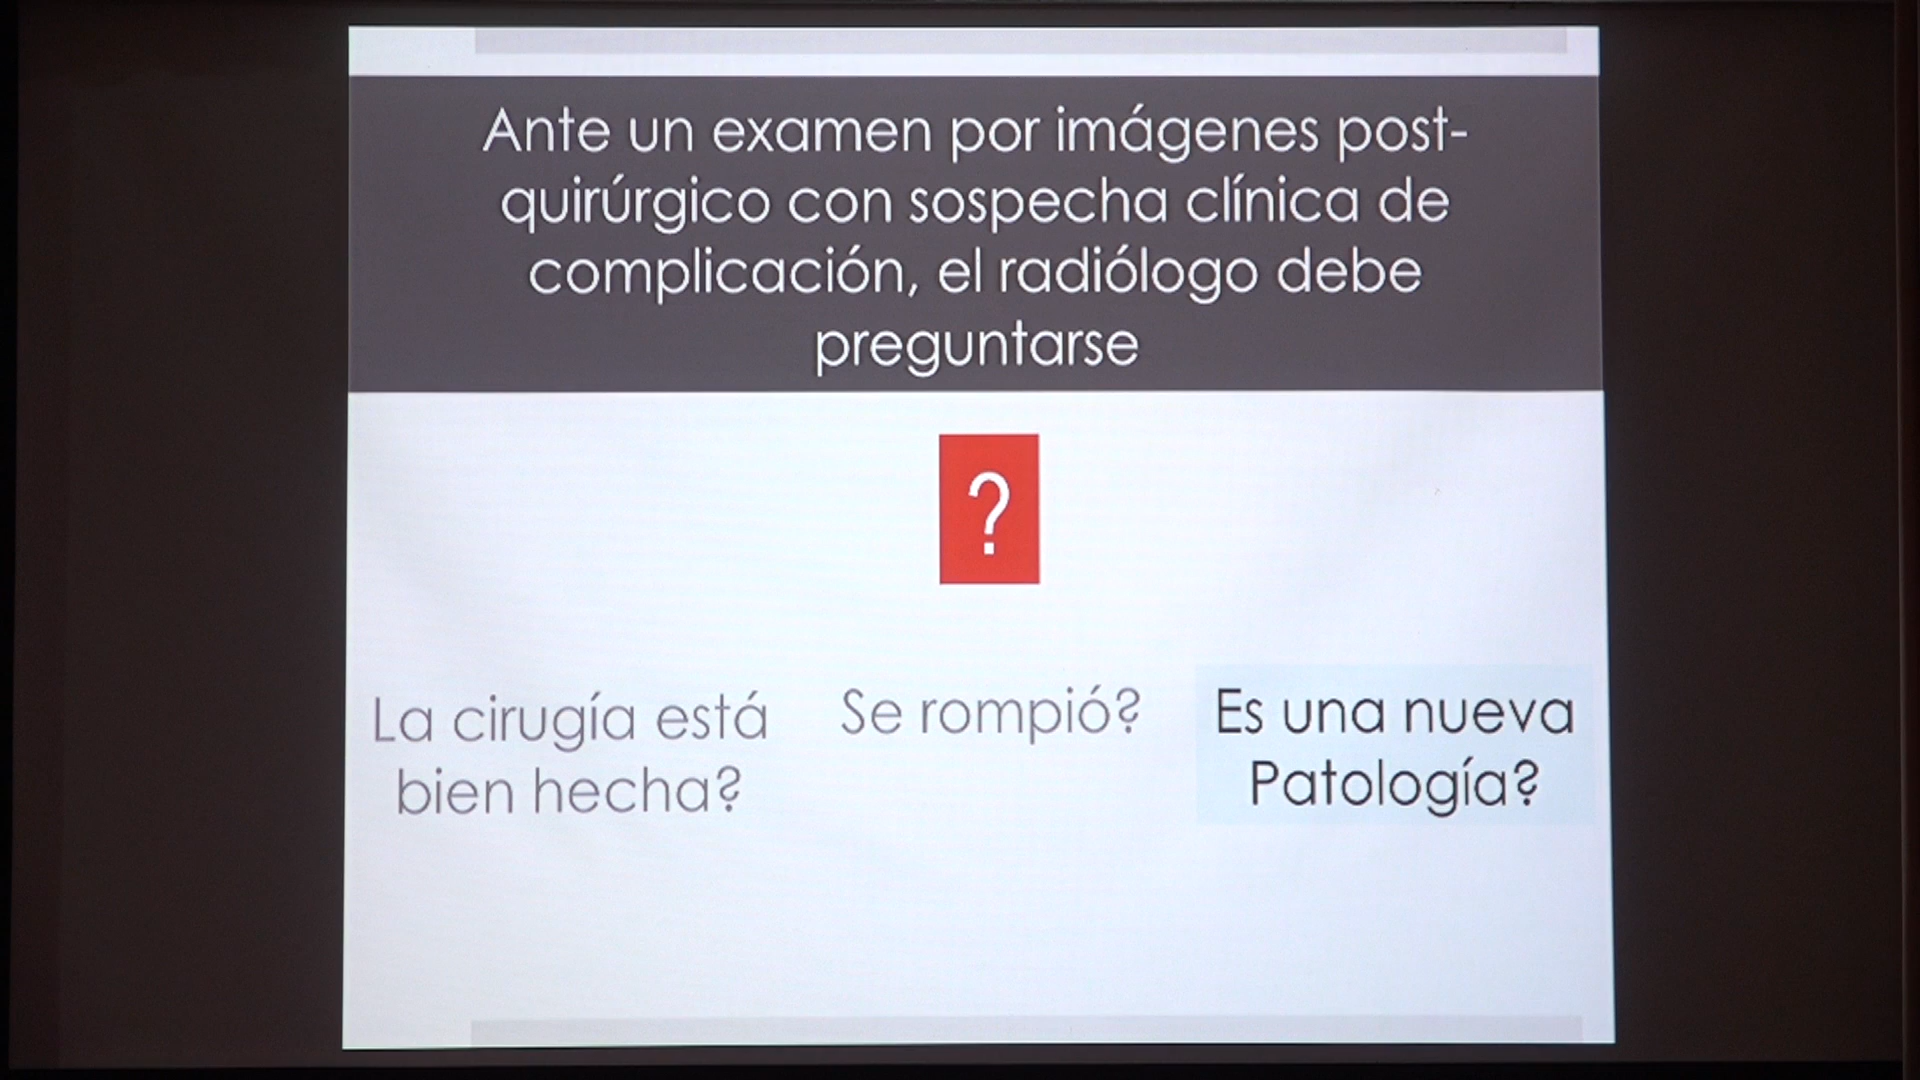 Ante un examen por imágenes post-
quirúrgico con sospecha clínica de
complicación, el radiólogo debe
preguntarse
?
La cirugía está
bien hecha?
Se rompió?
Es una nueva
Patología?